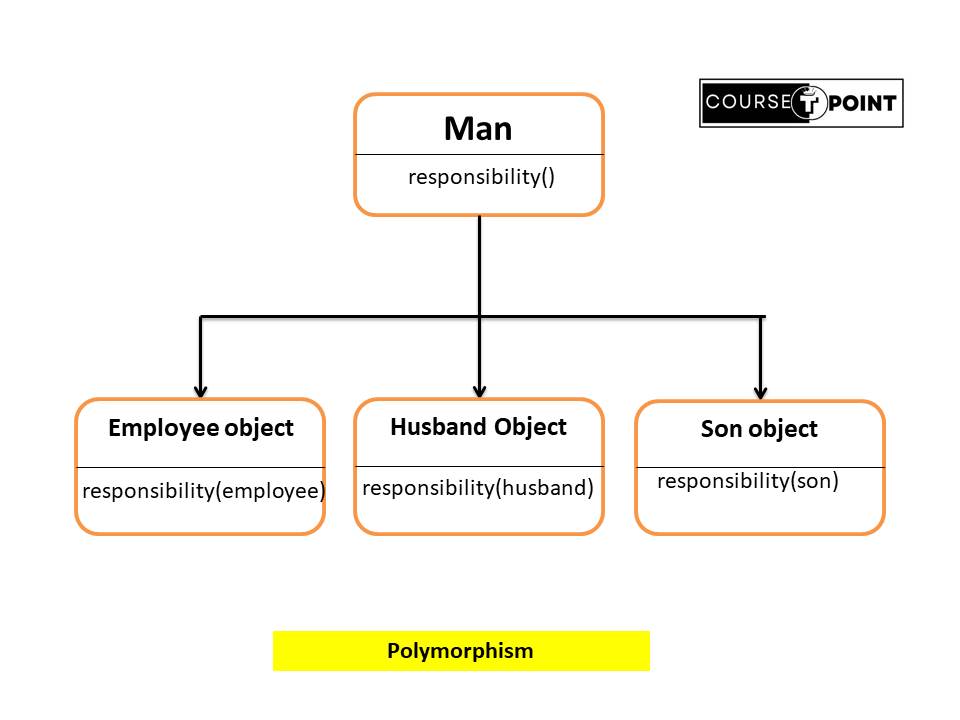 COURSE POINT
Man
responsibility()
Employee object
Husband Object
Son object
responsibility(employee)
responsibility(husband)
responsibility(son)
Polymorphism